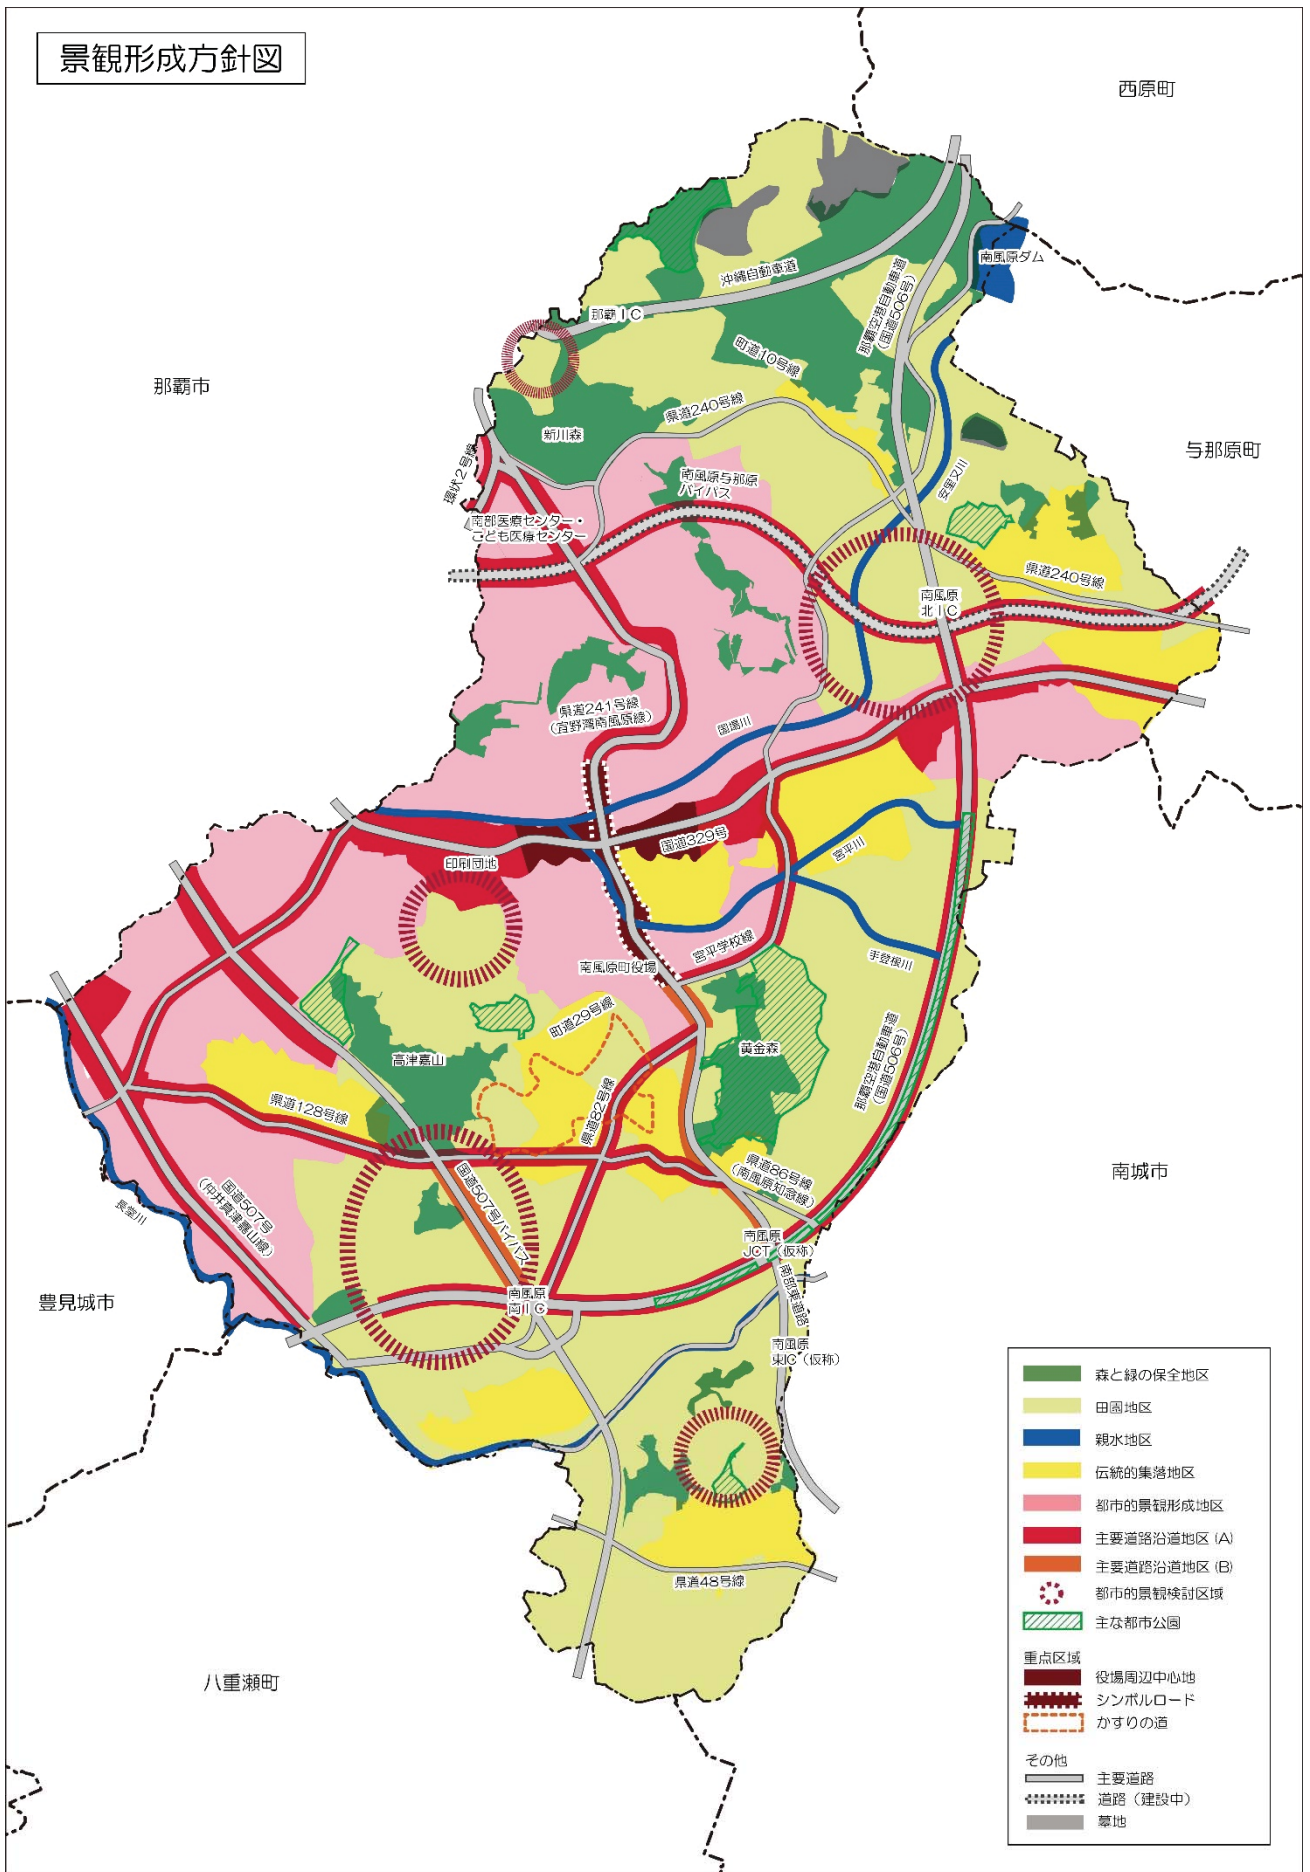 景観形成方針図
西原町
南風原ダム
沖縄自動車道
那覇空港自動車道
(国道506号)
那覇IC
町道10号線
那覇市
県道240号線
新川森
与那原町
環状2号線
南風原与那原
バイパス
安里又川
南部医療センター・
こども医療センター
県道240号線
南風原
北IC
県道241号線
(宜野湾南風原線)
国場川
国道329号
印刷団地
宮平川
宮平学校線
手登根川
南風原町役場
町道29号線
那覇空港自動車道
(国道506号)
黄金森
高津嘉山
県道82号線
県道128号線
県道86号線
(南風原知念線)
南城市
国道507号バイパス
国道507号
(仲井真津嘉山線)
長堂川
南風原
JCT(仮称)
南部東道路
豊見城市
南風原
南IC
南風原
東IC(仮称)
県道48号線
八重瀬町
森と緑の保全地区
田園地区
親水地区
伝統的集落地区
都市的景観形成地区
主要道路沿道地区(A)
主要道路沿道地区(B)
都市的景観検討区域
主な都市公園
重点区域
役場周辺中心地
シンボルロード
かすりの道
その他
主要道路
道路(建設中)
墓地